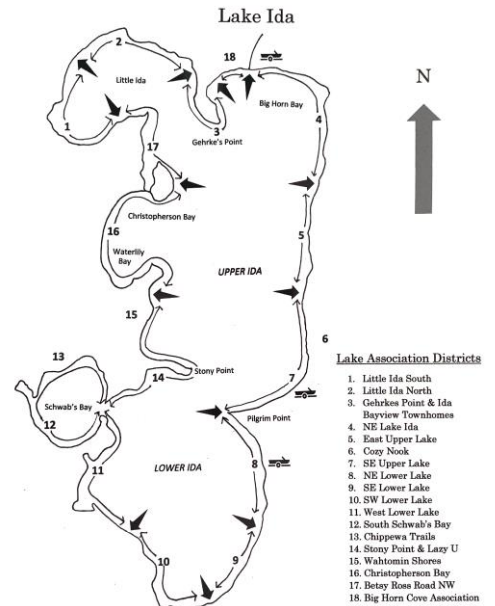 Lake Ida
2
18
Little Ida
Big Horn Bay
N
1
3
4
Gehrke's Point
17
Christopherson Bay
16
Waterlily
Bay
5
UPPER IDA
15
6
13
Stony Point
14
7
Schwab's Bay
Pilgrim Point
12
11
LOWER IDA
8
10
9
Lake Association Districts
1. Little Ida South
2. Little Ida North
3. Gehrkes Point & Ida
Bayview Townhomes
4. NE Lake Ida
5. East Upper Lake
6. Cozy Nook
7. SE Upper Lake
8. NE Lower Lake
9. SE Lower Lake
10. SW Lower Lake
11. West Lower Lake
12. South Schwab's Bay
13. Chippewa Trails
14. Stony Point & Lazy U
15. Wahtomin Shores
16. Christopherson Bay
17. Betsy Ross Road NW
18. Big Horn Cove Association